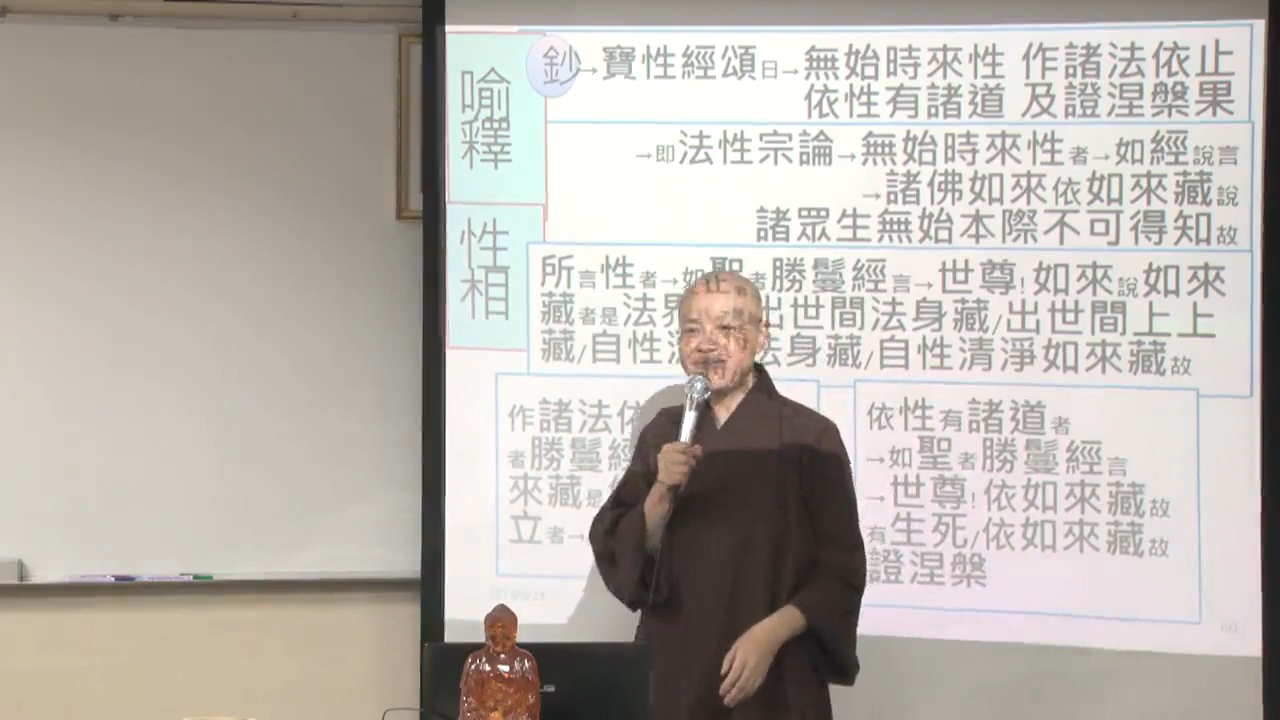 喻釋
性相
鈔→寶性經頌曰→無始時來性 作諸法依止
依性有諸道 及證涅槃果
→即法性宗論→無始時來性者→如經說言
→諸佛如來依如來藏說
諸眾生無始本際不可得知故
所言性者→如聖者勝鬘經言→世尊!如來說如來
藏者是法界 出世間法身藏/出世間上上
藏/自性清 法身藏/自性清淨如來藏故
作諸法依
者勝鬘經
來藏是
立者→
依性有諸道者
→如聖者勝鬘經言
→世尊!依如來藏故
有生死/依如來藏故
證涅槃
60